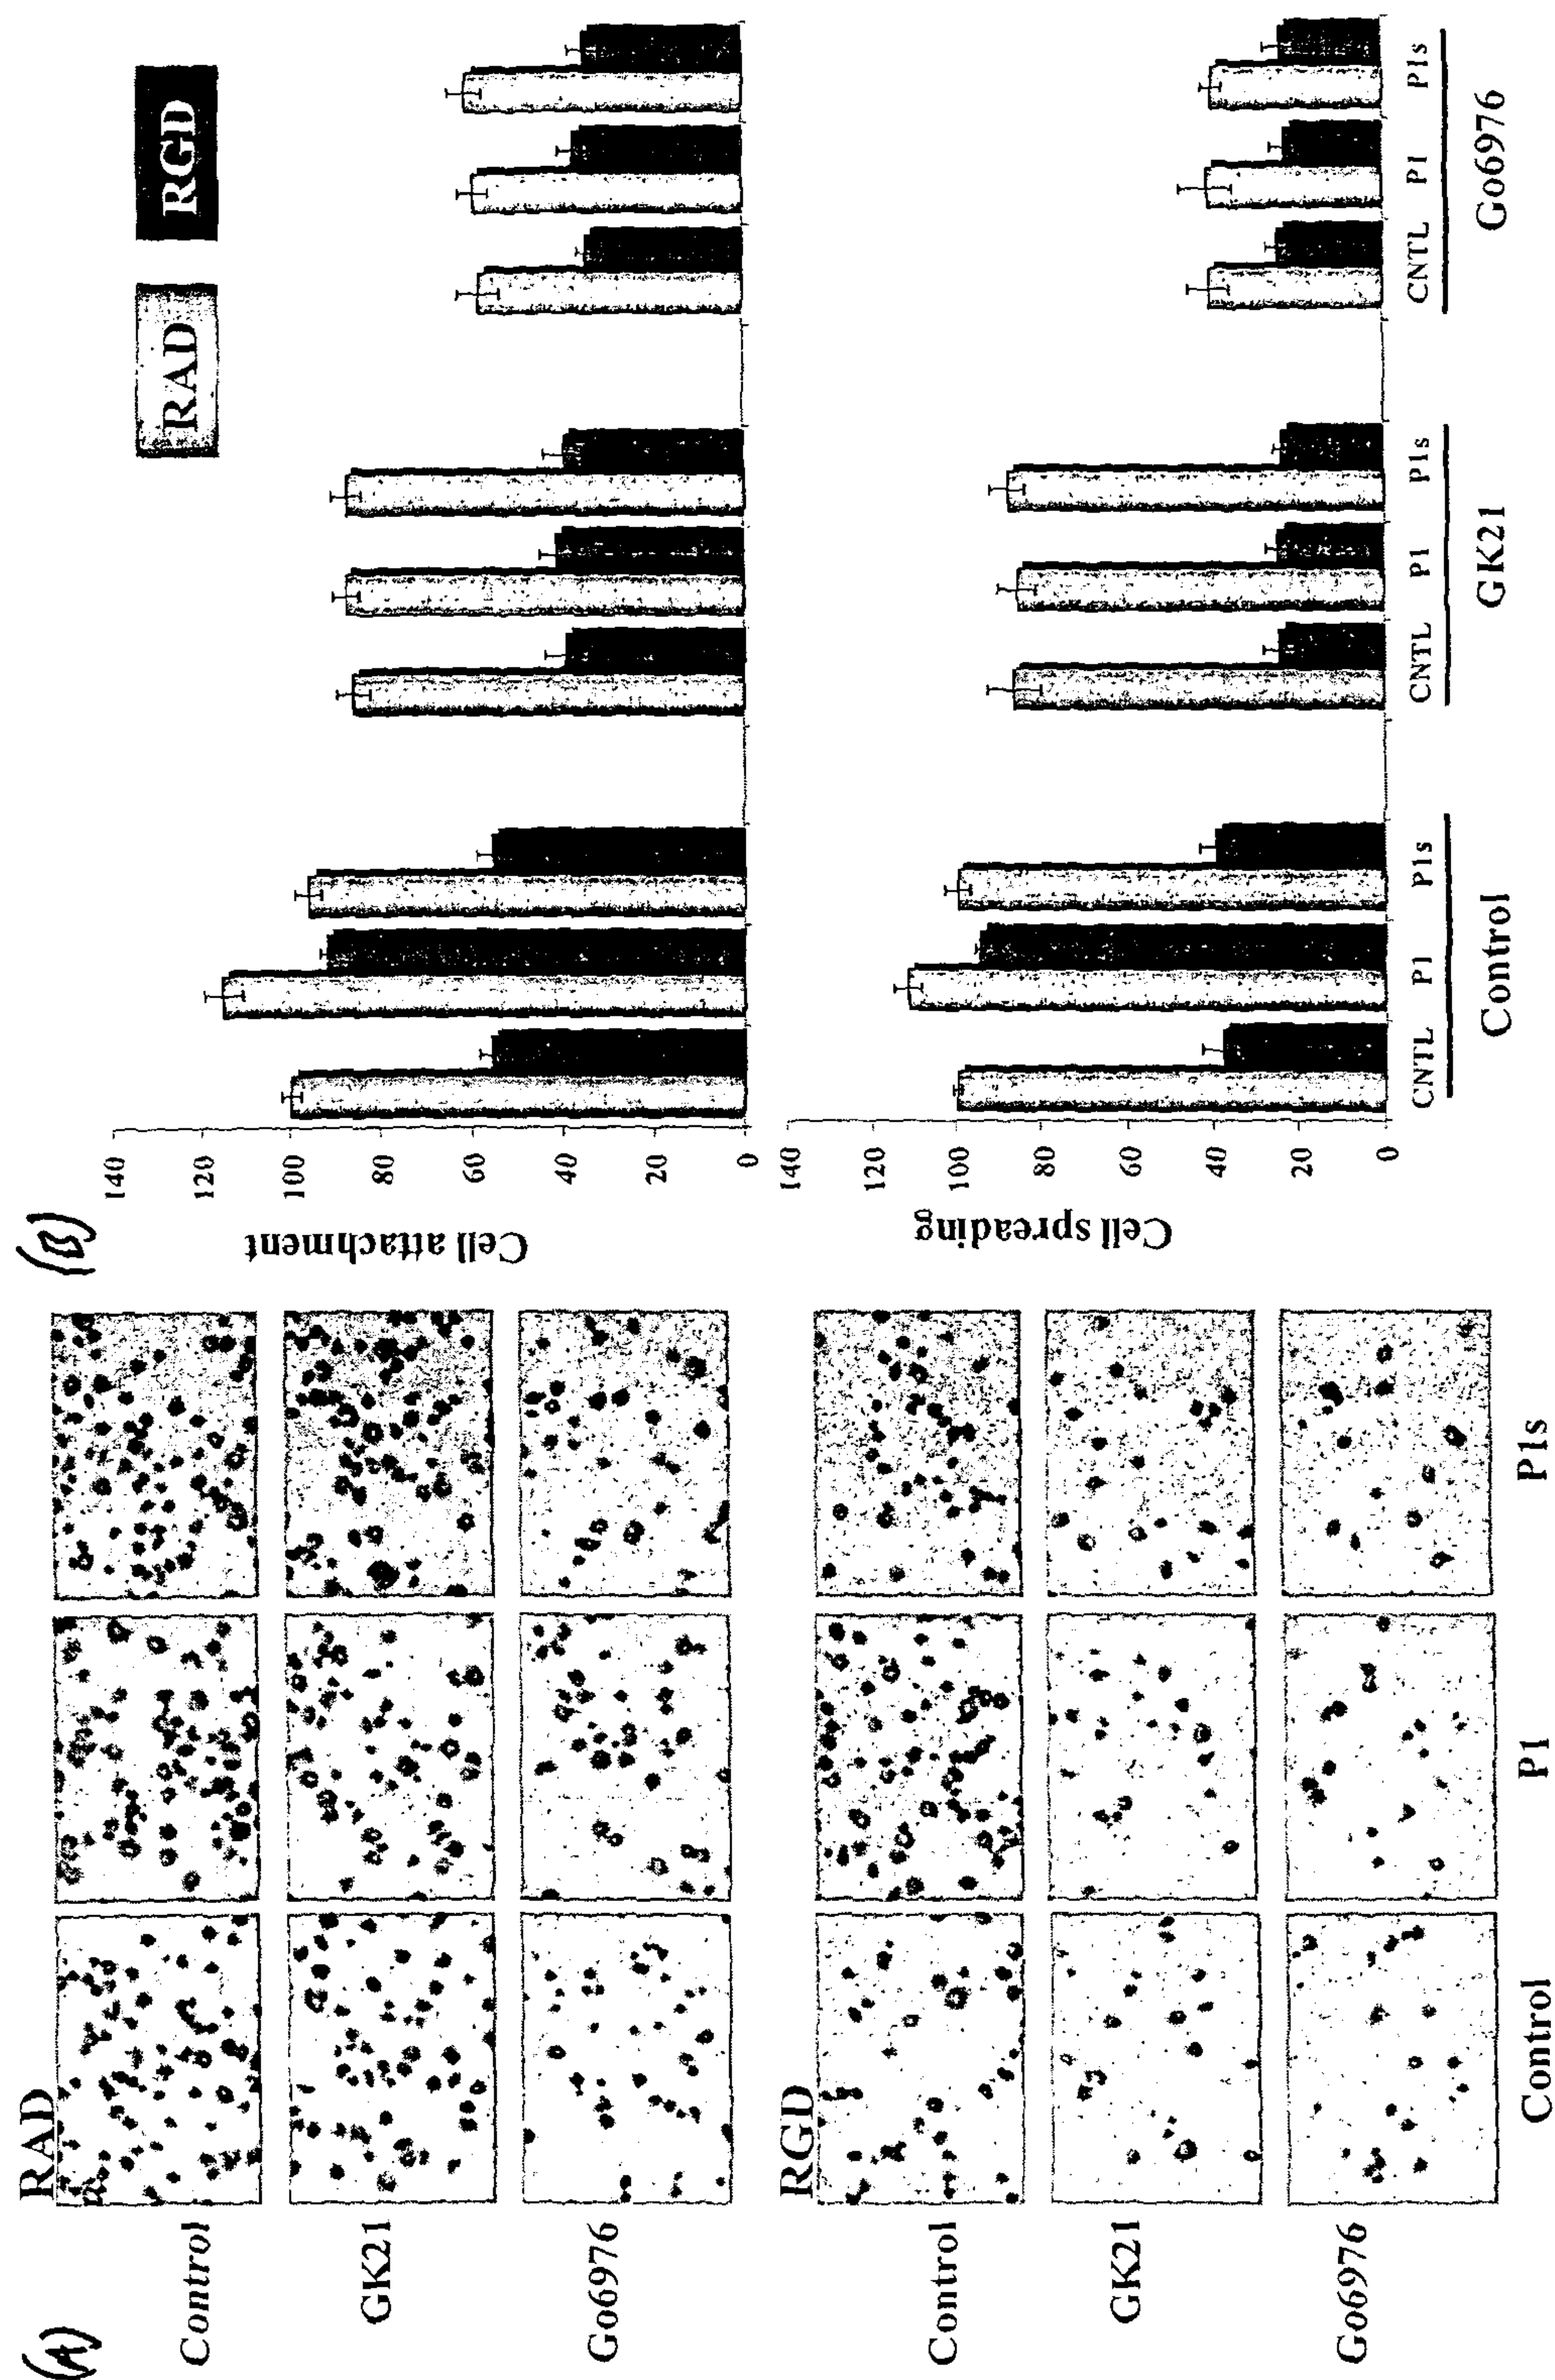 (A)
RAD
Control
GK21
Go6976
RGD
Control
GK21
Go6976
Control P1 P1s
(B)
RAD RGD
Cell attachment
140
120
100
80
60
40
20
0
Cell spreading
140
120
100
80
60
40
20
0
CNTL P1 P1s CNTL P1 P1s CNTL P1 P1s
Control GK21 Go6976